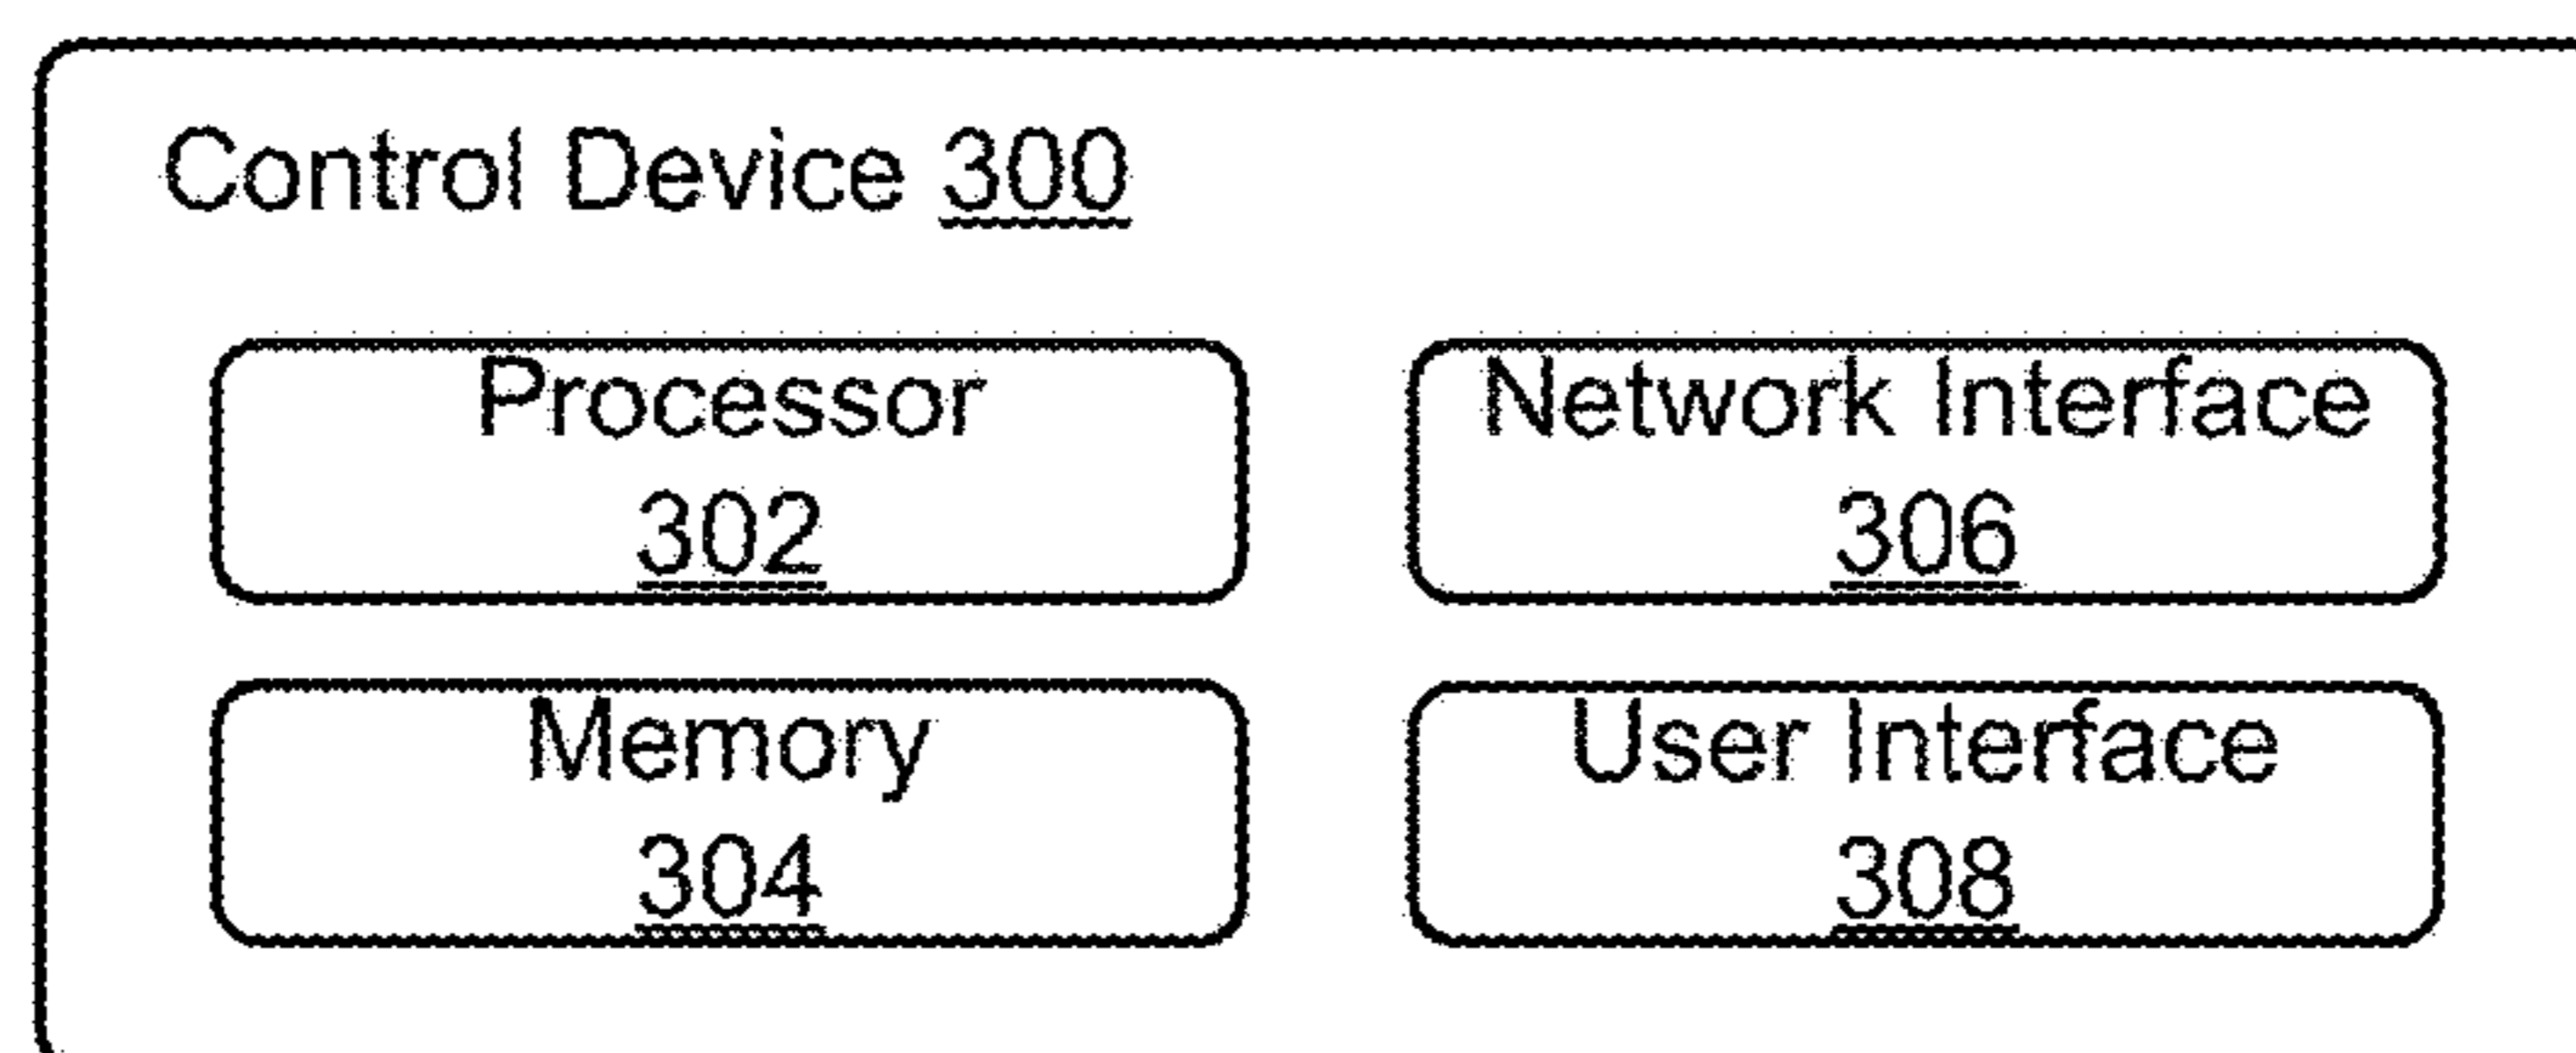 Control Device 300
Processor
302
Network Interface
306
Memory
304
User Interface
308